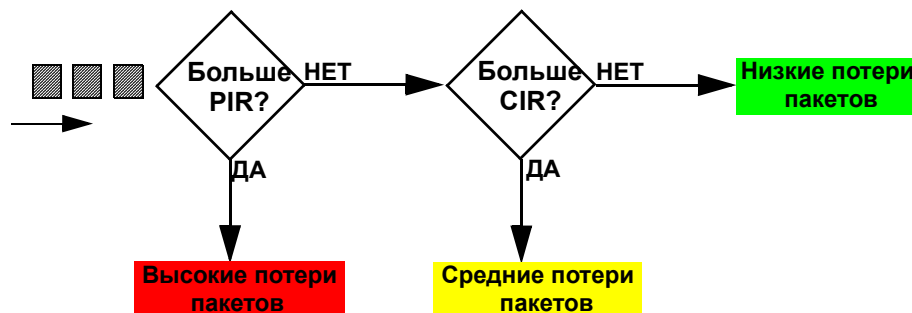 Больше
PIR?
НЕТ
Больше
CIR?
НЕТ
Низкие потери
пакетов
ДА
ДА
Высокие потери
пакетов
Средние потери
пакетов